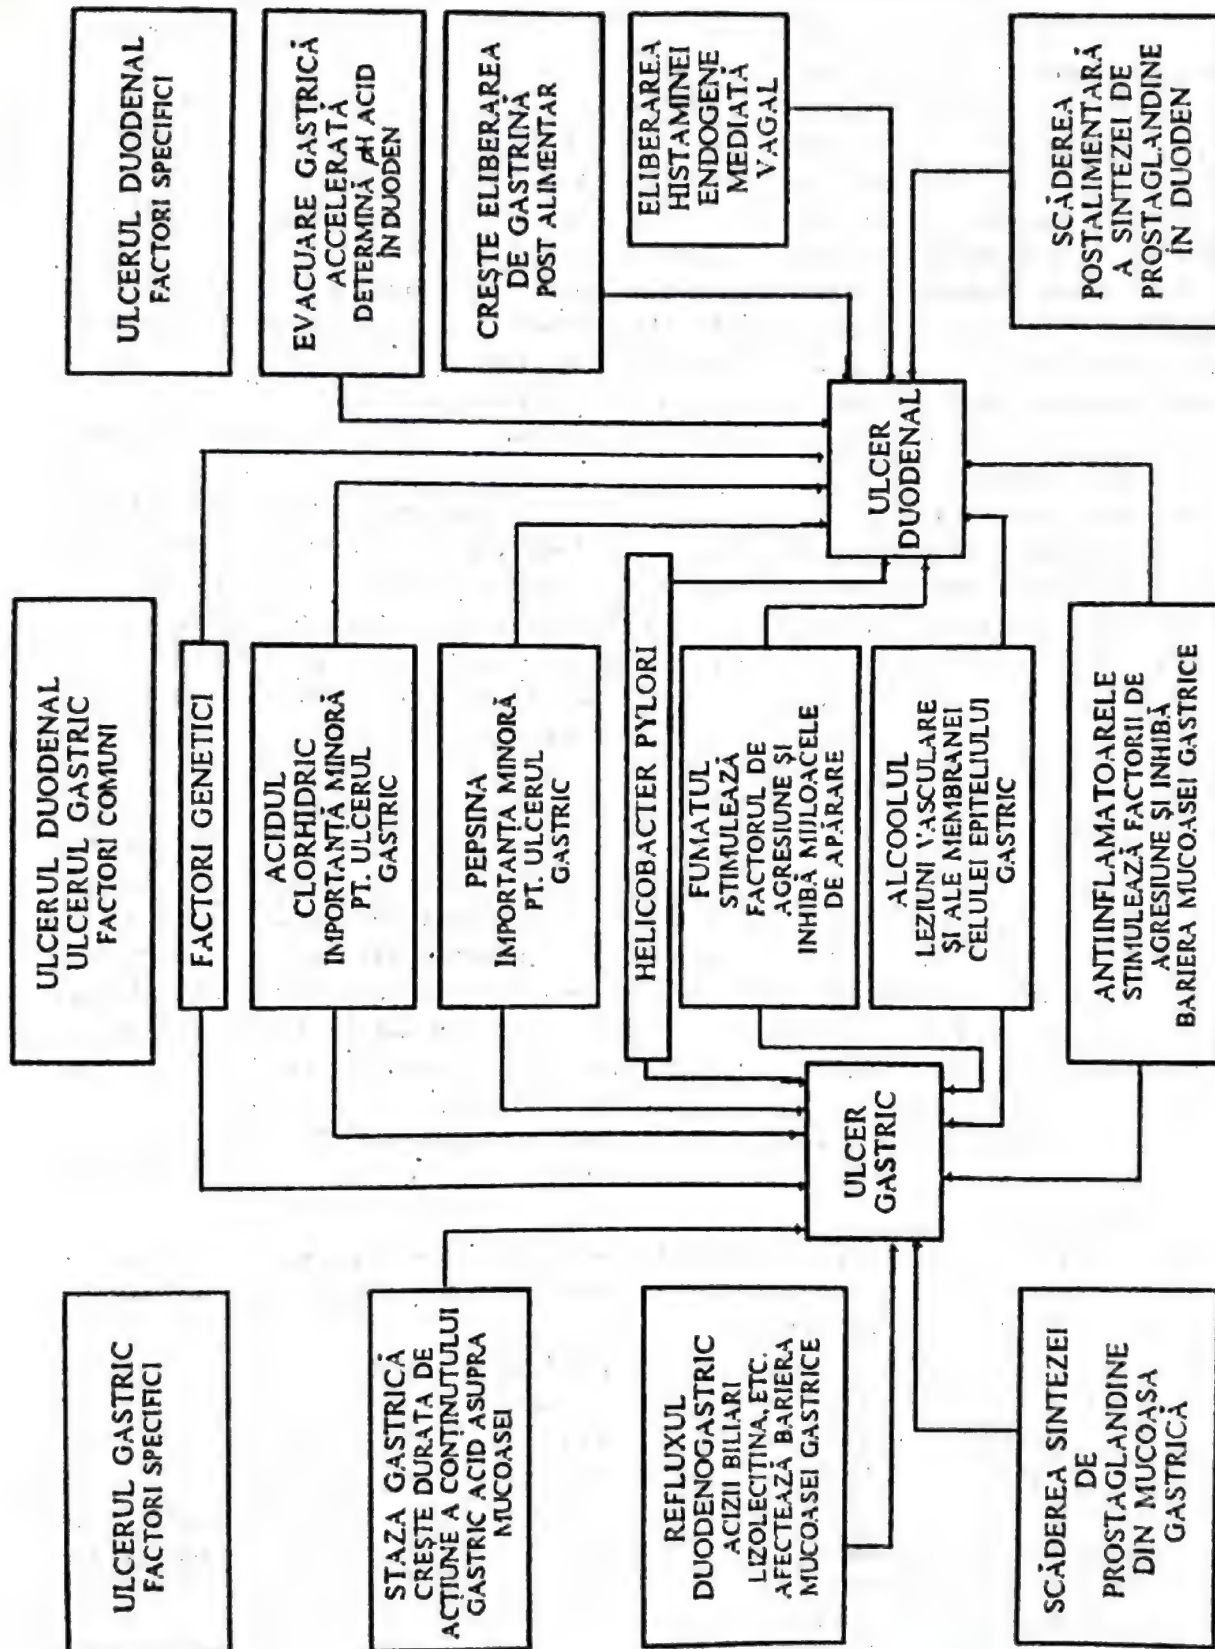 ULCERUL GASTRIC
FACTORI SPECIFICI
STAZA GASTRICĂ
CREȘTE DURATA DE
ACȚIUNE A CONȚINUTULUI
GASTRIC ACID ASUPRA
MUCOASEI
REFLUXUL
DUODENOGASTRIC
ACIZII BILIARI
LIZOLECITINA, ETC.
AFECTEAZĂ BARIERA
MUCOASEI GASTRICE
SCĂDEREA SINTEZEI
DE
PROSTAGLANDINE
DIN MUCOAȘA
GASTRICĂ
ULCER
GASTRIC
ULCERUL DUODENAL
ULCERUL GASTRIC
FACTORI COMUNI
FACTORI GENETICI
ACIDUL
CLORHIDRIC
IMPORTANȚĂ MINORĂ
PT. ULCERUL
GASTRIC
PEPSINA
IMPORTANTA MINORĂ
PT. ULCERUL
GASTRIC
HELICOBACTER PYLORI
FUMATUL
STIMULEAZĂ
FACTORUL DE
AGRESIUNE ȘI
INHIBĂ MIJLOACELE
DE APĂRARE
ALCOOLUL
LEZIUNI VASCULARE
ȘI ALE MEMBRANEI
CELULEI EPITELIULUI
GASTRIC
ANTIINFLAMATOARELE
STIMULEAZĂ FACTORII DE
AGRESIUNE ȘI INHIBĂ
BARIERA MUCOASEI GASTRICE
ULCER
DUODENAL
ULCERUL DUODENAL
FACTORI SPECIFICI
EVACUARE GASTRICĂ
ACCELERATĂ
DETERMINĂ pH ACID
ÎN DUODEN
CREȘTE ELIBERAREA
DE GASTRINĂ
POST ALIMENTAR
ELIBERAREA
HISTAMINEI
ENDOGENE
MEDIATĂ
VAGAL
SCĂDEREA
POSTALIMENTARĂ
A SINTEZEI DE
PROSTAGLANDINE
ÎN DUODEN